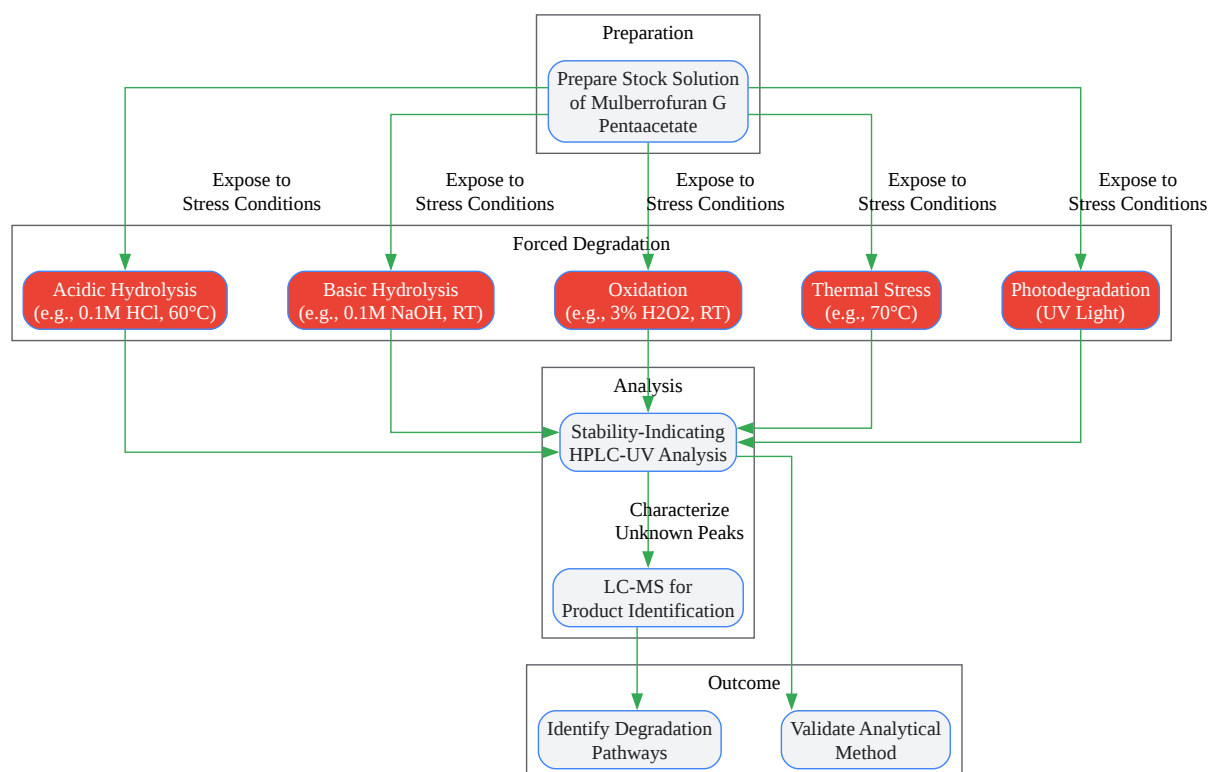 Preparation
Prepare Stock Solution
of Mulberrofuran G
Pentaacetate
Expose to
Stress Conditions
Expose to
Stress Conditions
Expose to
Stress Conditions
Expose to
Stress Conditions
Expose to
Stress Conditions
Forced Degradation
Acidic Hydrolysis
(e.g., 0.1M HCl, 60°C)
Basic Hydrolysis
(e.g., 0.1M NaOH, RT)
Oxidation
(e.g., 3% H2O2, RT)
Thermal Stress
(e.g., 70°C)
Photodegradation
(UV Light)
Analysis
Stability-Indicating
HPLC-UV Analysis
Characterize
Unknown Peaks
LC-MS for
Product Identification
Outcome
Identify Degradation
Pathways
Validate Analytical
Method